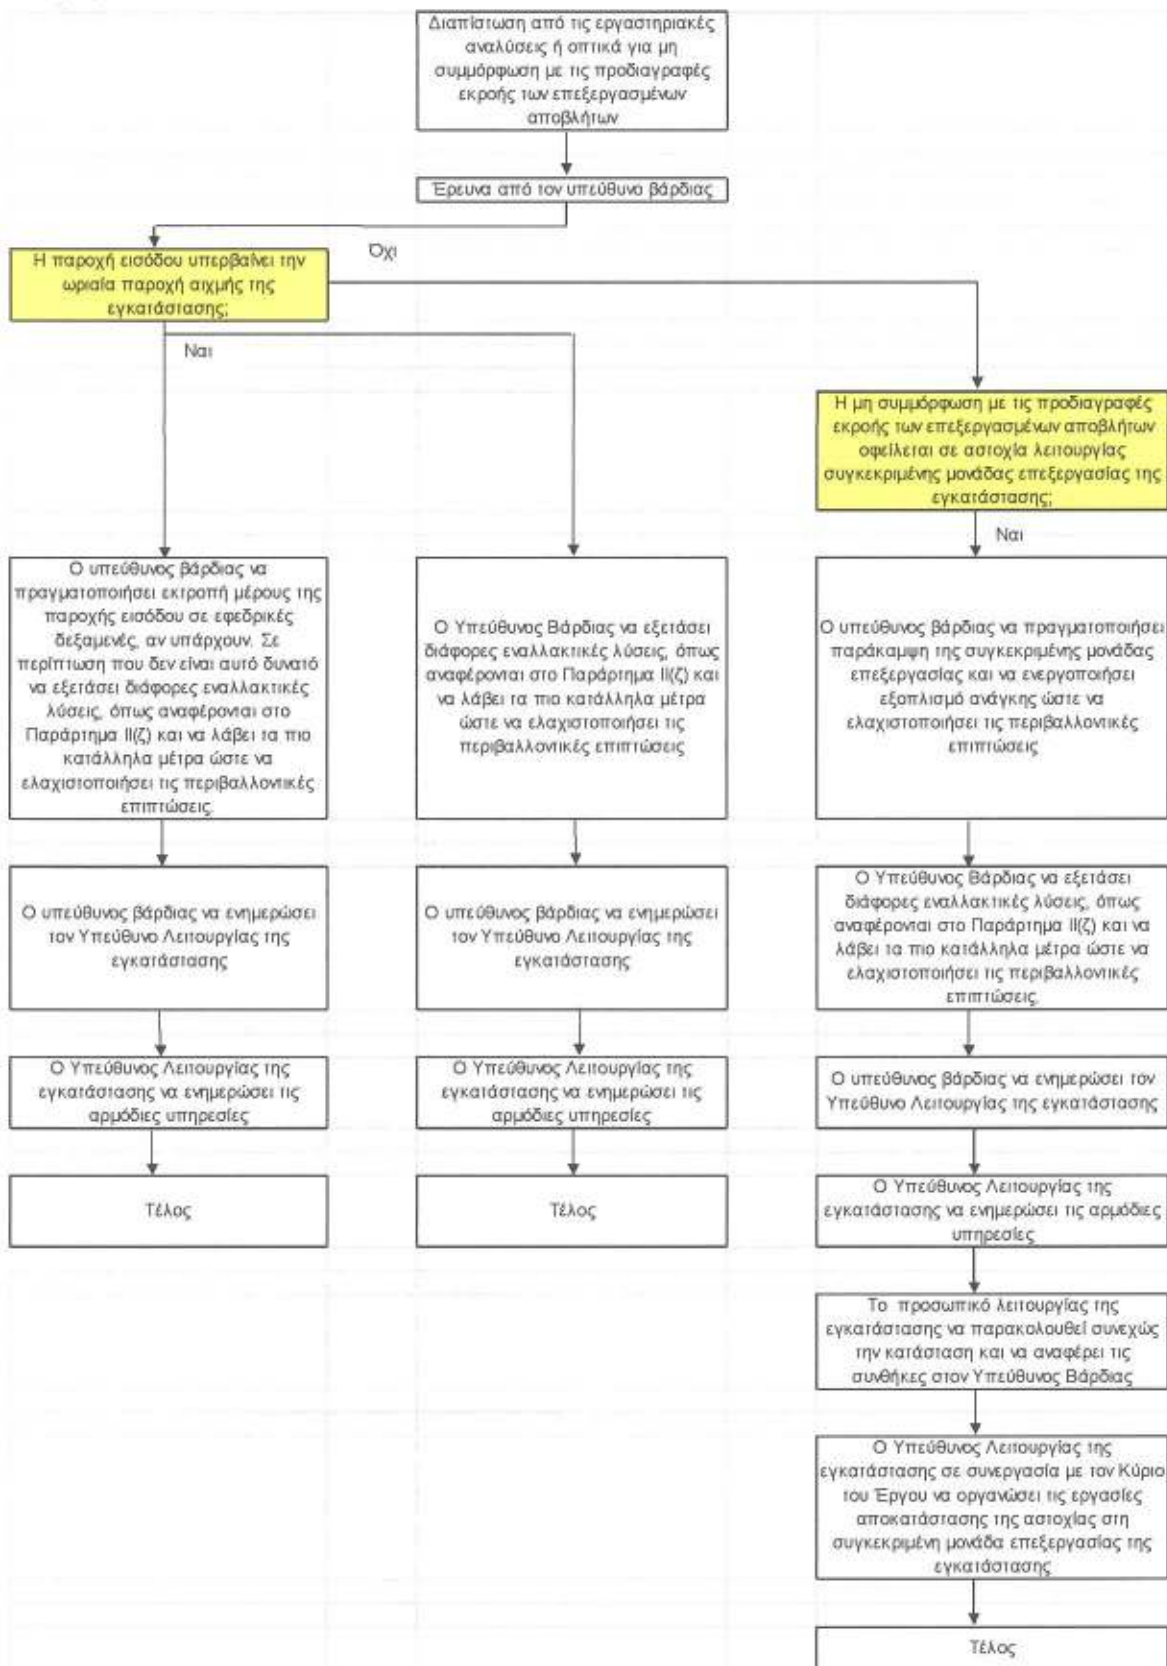 Διαπίστωση από τις εργαστηριακές
αναλύσεις ή οπτικά για μη
συμμόρφωση με τις προδιαγραφές
εκροής των επεξεργασμένων
αποβλήτων
Έρευνα από τον υπεύθυνο βάρδιας
Όχι
Η παροχή εισόδου υπερβαίνει την
ωριαία παροχή αιχμής της
εγκατάστασης;
Ναι
Η μη συμμόρφωση με τις προδιαγραφές
εκροής των επεξεργασμένων αποβλήτων
οφείλεται σε αστοχία λειτουργίας
συγκεκριμένης μονάδας επεξεργασίας της
εγκατάστασης;
Ναι
Ο υπεύθυνος βάρδιας να
πραγματοποιήσει εκτροπή μέρους της
παροχής εισόδου σε εφεδρικές
δεξαμενές, αν υπάρχουν. Σε
περίπτωση που δεν είναι αυτό δυνατό
να εξετάσει διάφορες εναλλακτικές
λύσεις, όπως αναφέρονται στο
Παράρτημα ΙΙ(ζ) και να λάβει τα πιο
κατάλληλα μέτρα ώστε να
ελαχιστοποιήσει τις περιβαλλοντικές
επιπτώσεις.
Ο Υπεύθυνος Βάρδιας να εξετάσει
διάφορες εναλλακτικές λύσεις, όπως
αναφέρονται στο Παράρτημα ΙΙ(ζ) και
να λάβει τα πιο κατάλληλα μέτρα
ώστε να ελαχιστοποιήσει τις
περιβαλλοντικές επιπτώσεις
Ο υπεύθυνος βάρδιας να πραγματοποιήσει
παράκαμψη της συγκεκριμένης μονάδας
επεξεργασίας και να ενεργοποιήσει
εξοπλισμό ανάγκης ώστε να
ελαχιστοποιήσει τις περιβαλλοντικές
επιπτώσεις
Ο υπεύθυνος βάρδιας να ενημερώσει
τον Υπεύθυνο Λειτουργίας της
εγκατάστασης
Ο υπεύθυνος βάρδιας να ενημερώσει
τον Υπεύθυνο Λειτουργίας της
εγκατάστασης
Ο Υπεύθυνος Βάρδιας να εξετάσει
διάφορες εναλλακτικές λύσεις, όπως
αναφέρονται στο Παράρτημα ΙΙ(ζ) και να
λάβει τα πιο κατάλληλα μέτρα ώστε να
ελαχιστοποιήσει τις περιβαλλοντικές
επιπτώσεις.
Ο Υπεύθυνος Λειτουργίας της
εγκατάστασης να ενημερώσει τις
αρμόδιες υπηρεσίες
Ο Υπεύθυνος Λειτουργίας της
εγκατάστασης να ενημερώσει τις
αρμόδιες υπηρεσίες
Ο υπεύθυνος βάρδιας να ενημερώσει τον
Υπεύθυνο Λειτουργίας της εγκατάστασης
Τέλος
Τέλος
Ο Υπεύθυνος Λειτουργίας της
εγκατάστασης να ενημερώσει τις αρμόδιες
υπηρεσίες
Το προσωπικό λειτουργίας της
εγκατάστασης να παρακολουθεί συνεχώς
την κατάσταση και να αναφέρει τις
συνθήκες στον Υπεύθυνος Βάρδιας
Ο Υπεύθυνος Λειτουργίας της
εγκατάστασης σε συνεργασία με τον Κύριο
του Έργου να οργανώσει τις εργασίες
αποκατάστασης της αστοχίας στη
συγκεκριμένη μονάδα επεξεργασίας της
εγκατάστασης
Τέλος